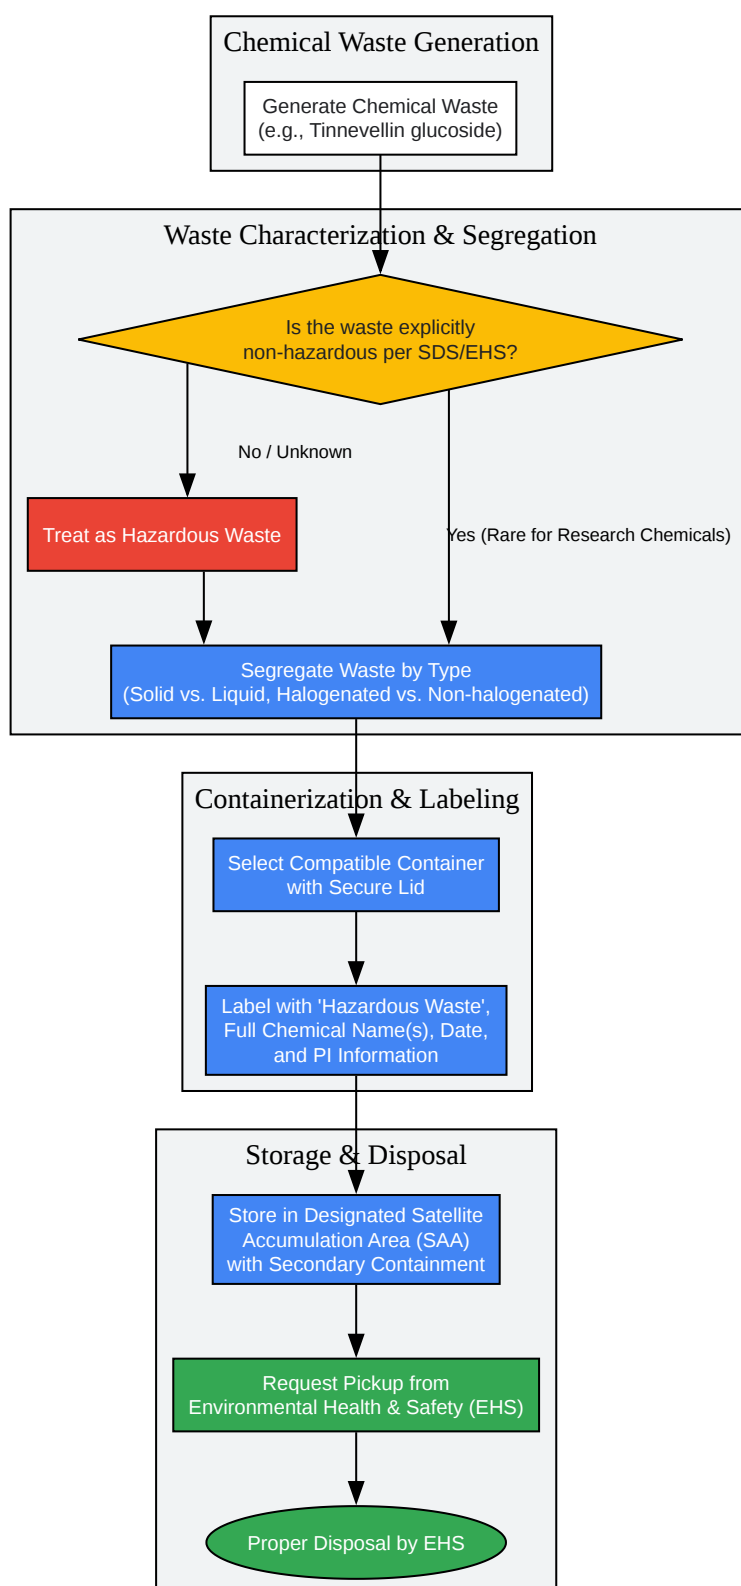 Chemical Waste Generation
Generate Chemical Waste
(e.g., Tinnevellin glucoside)
Waste Characterization & Segregation
Is the waste explicitly
non-hazardous per SDS/EHS?
No / Unknown
Treat as Hazardous Waste
Yes (Rare for Research Chemicals)
Segregate Waste by Type
(Solid vs. Liquid, Halogenated vs. Non-halogenated)
Containerization & Labeling
Select Compatible Container
with Secure Lid
Label with 'Hazardous Waste',
Full Chemical Name(s), Date,
and PI Information
Storage & Disposal
Store in Designated Satellite
Accumulation Area (SAA)
with Secondary Containment
Request Pickup from
Environmental Health & Safety (EHS)
Proper Disposal by EHS